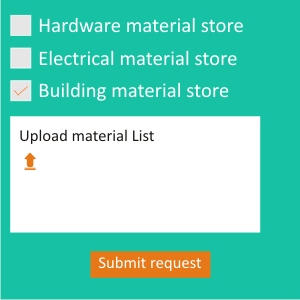 Hardware material store
Electrical material store
Building material store
Upload material List
Submit request